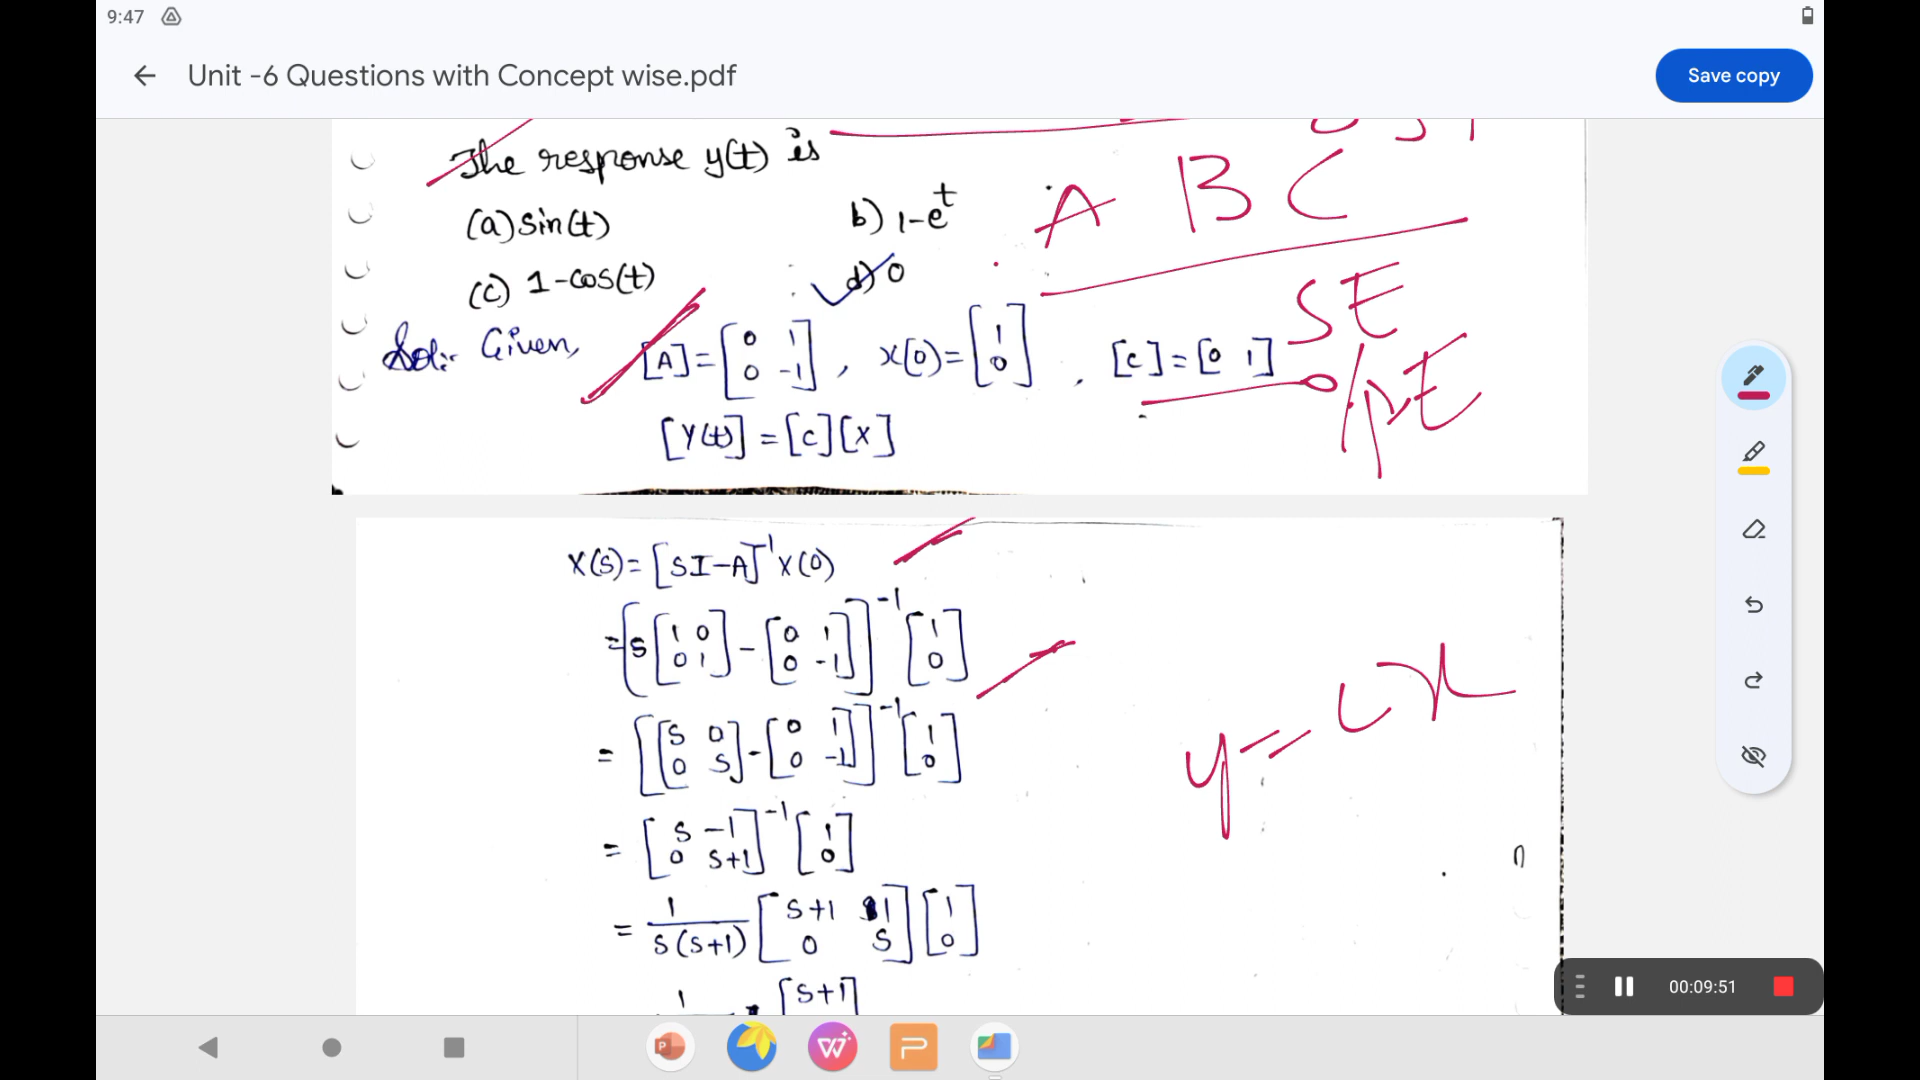 9:47
Unit -6 Questions with Concept wise.pdf
Save copy
The response y(t) is
(a) sin(t)
b) 1-e^t
A B C
(c) 1-cos(t)
d) 0
SE
Sol:- Given, [A] = [0 1; 0 -1], x(0) = [1; 0], [c] = [0 1]
O/P E
[Y(t)] = [c][x]
X(s) = [SI-A]^-1 X(0)
= [s[1 0; 0 1] - [0 1; 0 -1]]^-1 [1; 0]
y = cx
= [[s 0; 0 s] - [0 1; 0 -1]]^-1 [1; 0]
= [s -1; 0 s+1]^-1 [1; 0]
= 1/s(s+1) [s+1 1; 0 s] [1; 0]
1 [s+1]
00:09:51